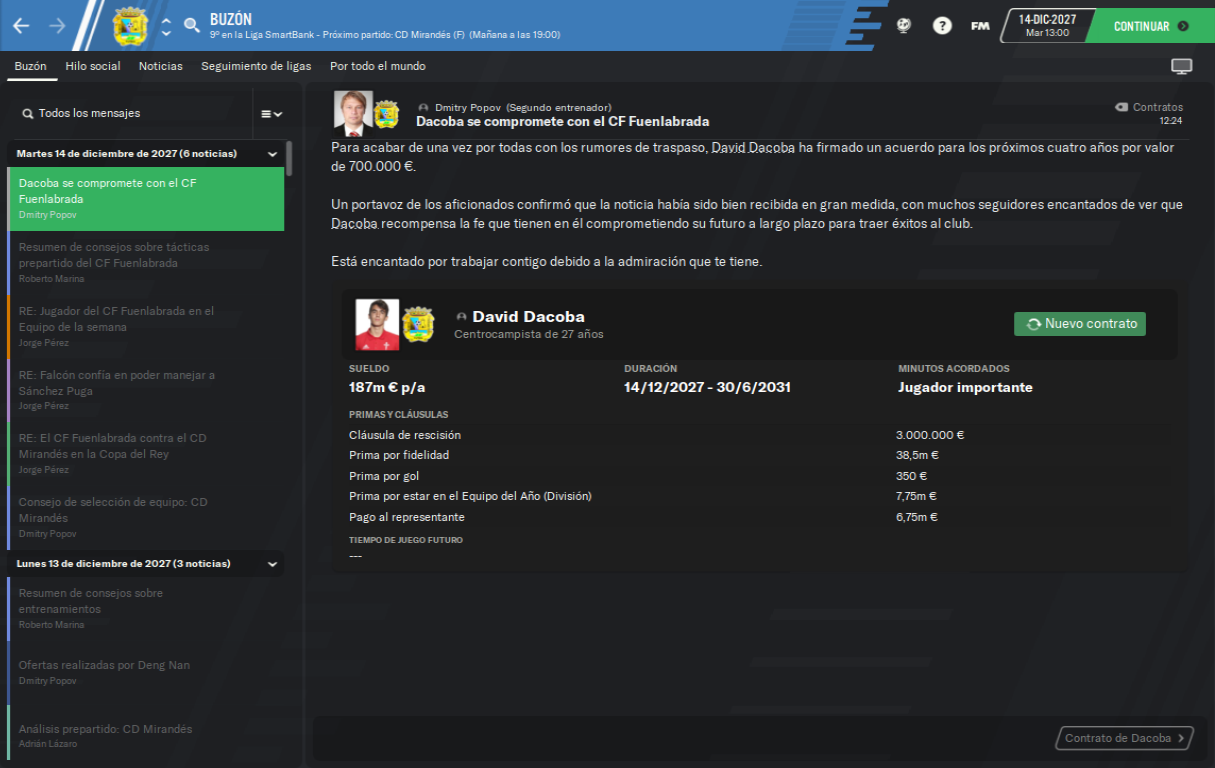 BUZÓN
9º en la Liga SmartBank - Próximo partido: CD Mirandés (F) (Mañana a las 19:00)
?
FM
14-DIC-2027
Mar 13:00
CONTINUAR
Buzón
Hilo social
Noticias
Seguimiento de ligas
Por todo el mundo
Todos los mensajes
Martes 14 de diciembre de 2027 (6 noticias)
Dacoba se compromete con el CF
Fuenlabrada
Dmitry Popov
Resumen de consejos sobre tácticas
prepartido del CF Fuenlabrada
Roberto Marina
RE: Jugador del CF Fuenlabrada en el
Equipo de la semana
Jorge Pérez
RE: Falcón confía en poder manejar a
Sánchez Puga
Jorge Pérez
RE: El CF Fuenlabrada contra el CD
Mirandés en la Copa del Rey
Jorge Pérez
Consejo de selección de equipo: CD
Mirandés
Dmitry Popov
Lunes 13 de diciembre de 2027 (3 noticias)
Resumen de consejos sobre
entrenamientos
Roberto Marina
Ofertas realizadas por Deng Nan
Dmitry Popov
Análisis prepartido: CD Mirandés
Adrián Lázaro
Dmitry Popov (Segundo entrenador)
Dacoba se compromete con el CF Fuenlabrada
Contratos
12:24
Para acabar de una vez por todas con los rumores de traspaso, David Dacoba ha firmado un acuerdo para los próximos cuatro años por valor
de 700.000 €.
Un portavoz de los aficionados confirmó que la noticia había sido bien recibida en gran medida, con muchos seguidores encantados de ver que
Dacoba recompensa la fe que tienen en él comprometiendo su futuro a largo plazo para traer éxitos al club.
Está encantado por trabajar contigo debido a la admiración que te tiene.
David Dacoba
Centrocampista de 27 años
Nuevo contrato
SUELDO
187m € p/a
DURACIÓN
14/12/2027 - 30/6/2031
MINUTOS ACORDADOS
Jugador importante
PRIMAS Y CLÁUSULAS
Cláusula de rescisión 3.000.000 €
Prima por fidelidad 38,5m €
Prima por gol 350 €
Prima por estar en el Equipo del Año (División) 7,75m €
Pago al representante 6,75m €
TIEMPO DE JUEGO FUTURO
---
Contrato de Dacoba